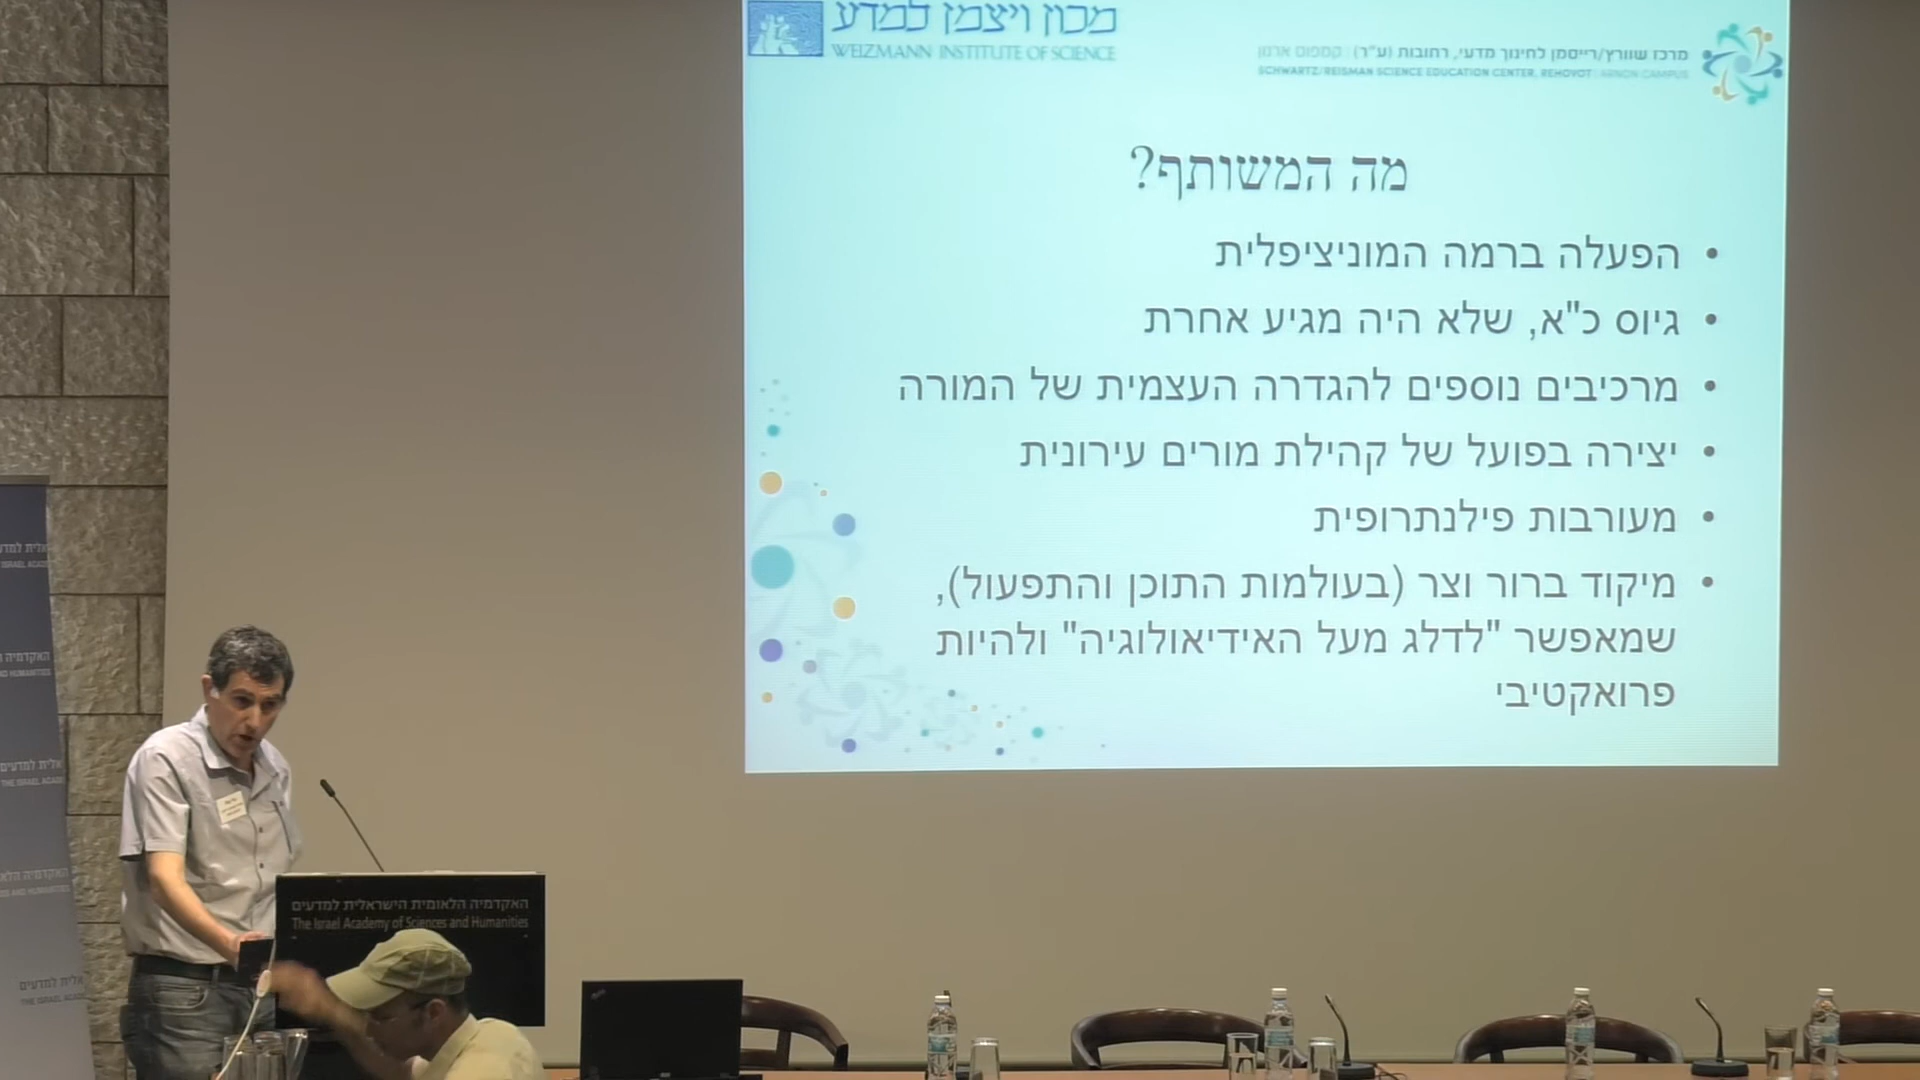 מכון ויצמן למדע
WEIZMANN INSTITUTE OF SCIENCE
מרכז שוורץ/רייסמן לחינוך מדעי, רחובות (ע"ר) | קמפוס ארנון
SCHWARTZ/REISMAN SCIENCE EDUCATION CENTER, REHOVOT | ARNON CAMPUS
מה המשותף?
• הפעלה ברמה המוניציפלית
• גיוס כ"א, שלא היה מגיע אחרת
• מרכיבים נוספים להגדרה העצמית של המורה
• יצירה בפועל של קהילת מורים עירונית
• מעורבות פילנתרופית
• מיקוד ברור וצר (בעולמות התוכן והתפעול),
שמאפשר "לדלג מעל האידיאולוגיה" ולהיות
פרואקטיבי
האקדמיה הלאומית הישראלית למדעים
The Israel Academy of Sciences and Humanities